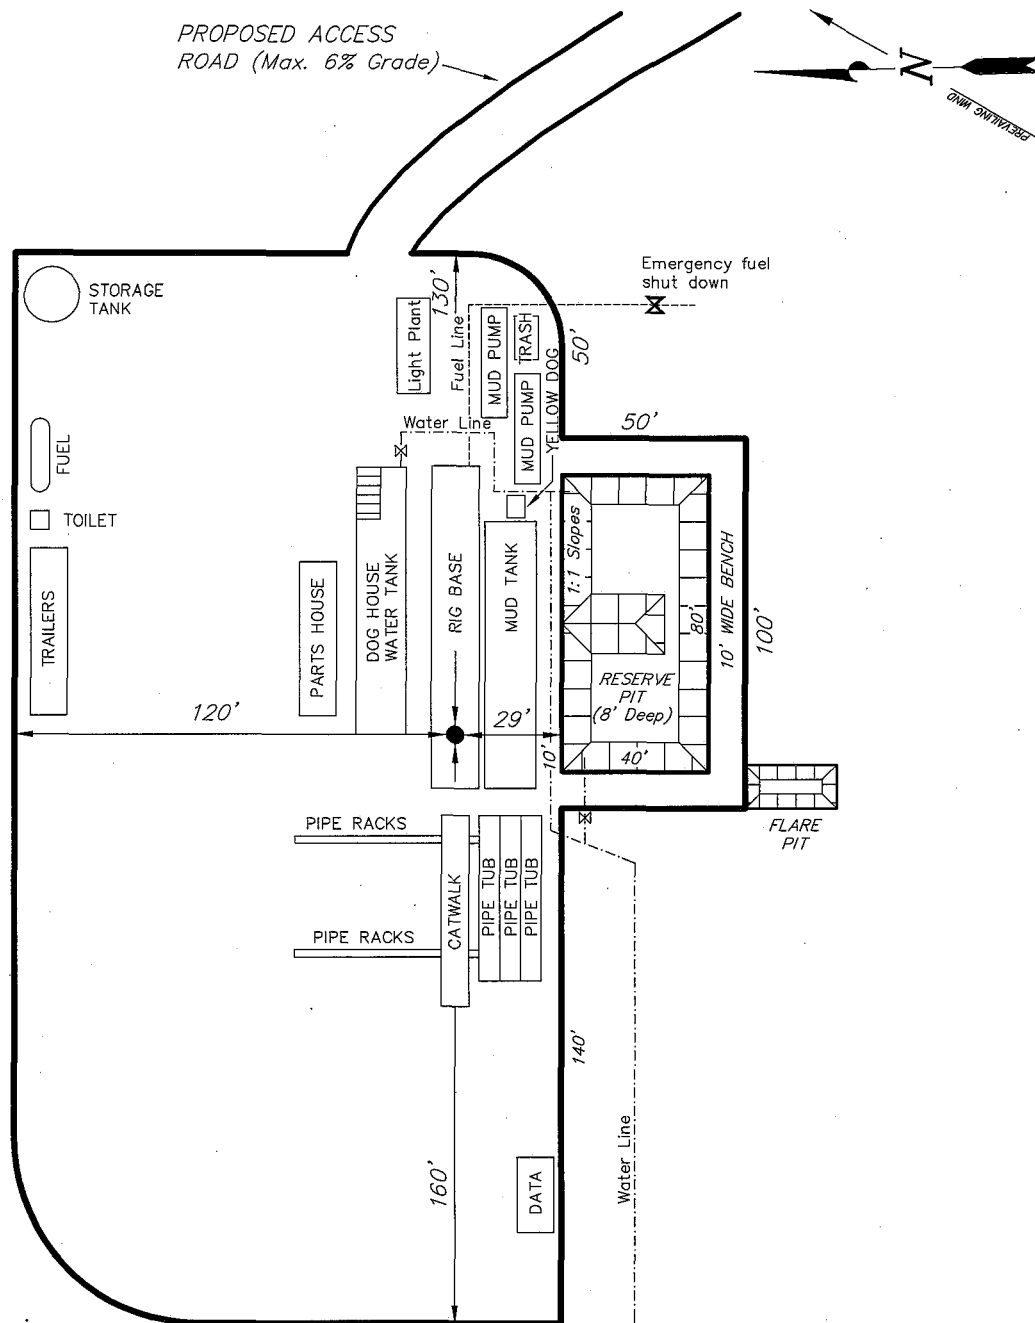 PROPOSED ACCESS
ROAD (Max. 6% Grade)
N
PREVAILING WIND
Emergency fuel
shut down
STORAGE
TANK
Light Plant
130'
Fuel Line
MUD PUMP
TRASH
50'
MUD PUMP
YELLOW DOG
Water Line
50'
FUEL
TOILET
TRAILERS
PARTS HOUSE
DOG HOUSE
WATER TANK
RIG BASE
MUD TANK
1:1 Slopes
80'
10' WIDE BENCH
100'
RESERVE
PIT
(8' Deep)
120'
29'
10'
40'
FLARE
PIT
PIPE RACKS
PIPE RACKS
CATWALK
PIPE TUB
PIPE TUB
PIPE TUB
140'
160'
DATA
Water Line